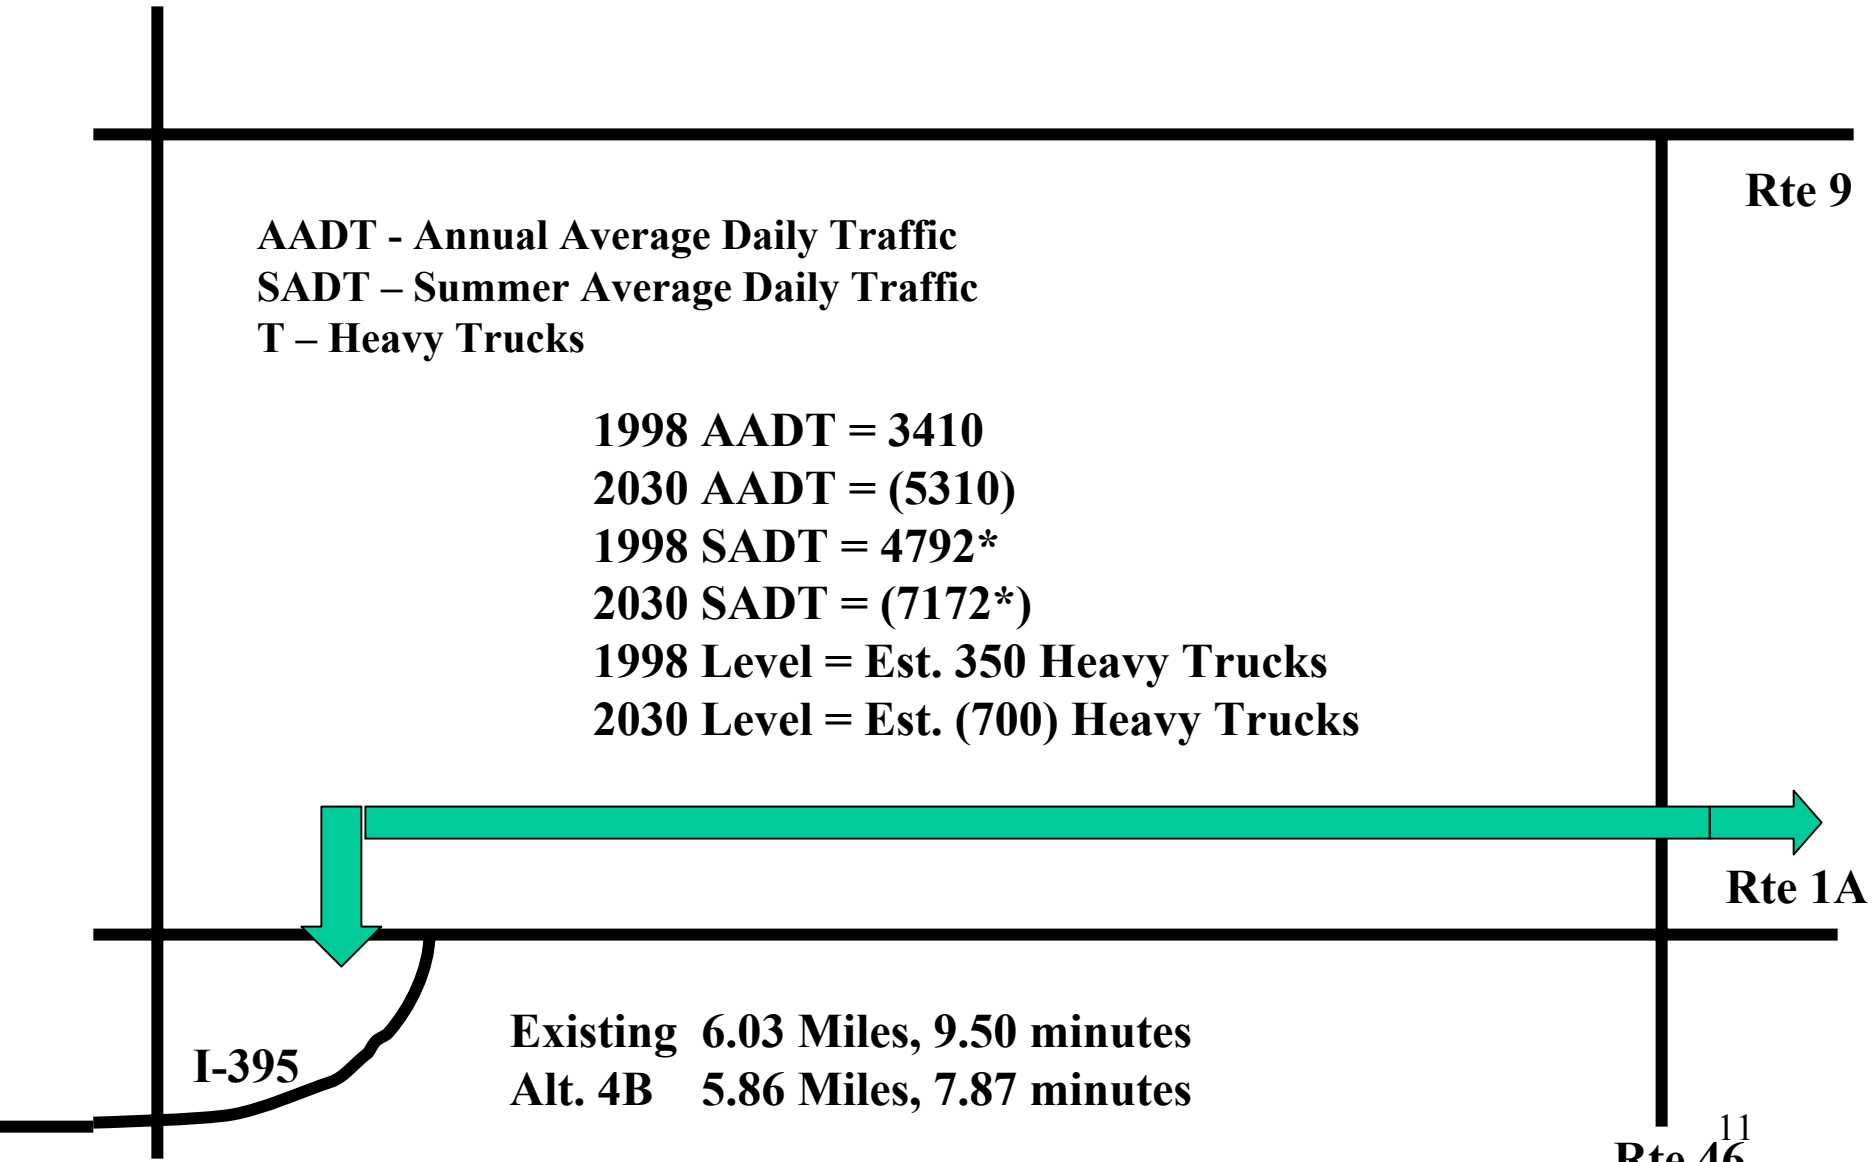 Rte 9
AADT - Annual Average Daily Traffic
SADT – Summer Average Daily Traffic
T – Heavy Trucks
1998 AADT = 3410
2030 AADT = (5310)
1998 SADT = 4792*
2030 SADT = (7172*)
1998 Level = Est. 350 Heavy Trucks
2030 Level = Est. (700) Heavy Trucks
Rte 1A
I-395
Existing 6.03 Miles, 9.50 minutes
Alt. 4B 5.86 Miles, 7.87 minutes
11
Rte 46